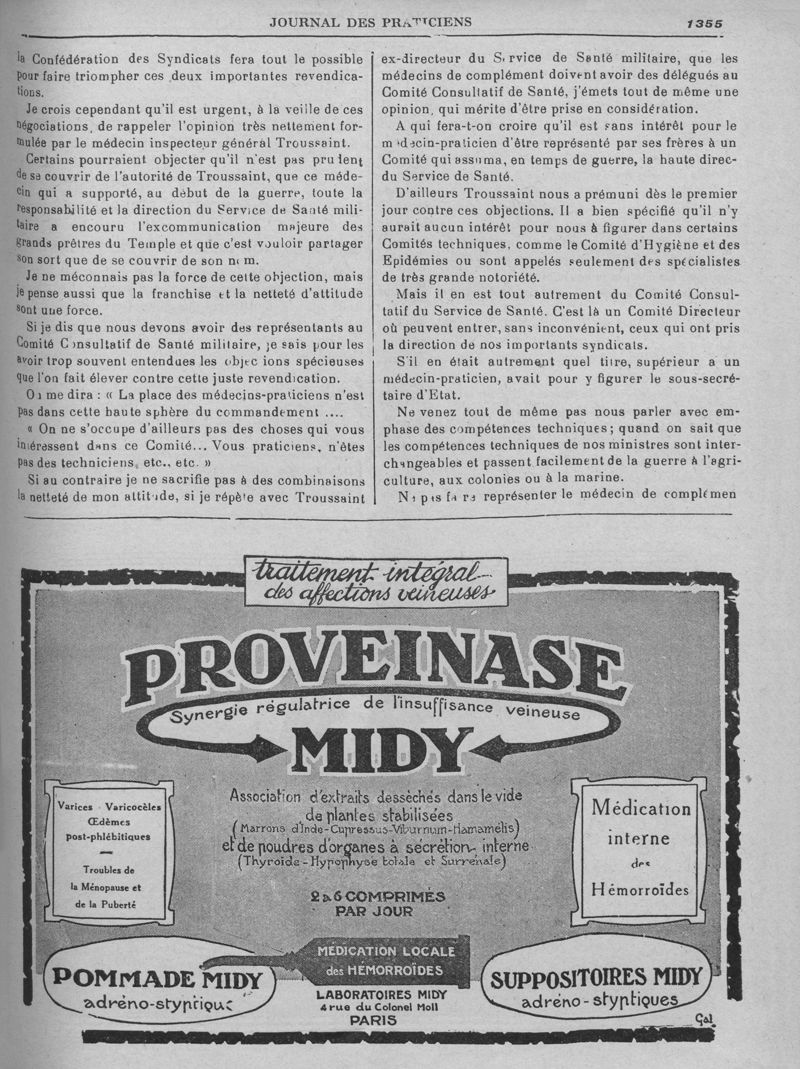 JOURNAL DES PRATICIENS
1355
la Confédération des Syndicats fera tout le possible
pour faire triompher ces deux importantes revendica-
tions.
Je crois cependant qu'il est urgent, à la veille de ces
négociations, de rappeler l'opinion très nettement for-
mulée par le médecin inspecteur général Troussaint.
Certains pourraient objecter qu'il n'est pas prudent
de se couvrir de l'autorité de Troussaint, que ce méde-
cin qui a supporté, au début de la guerre, toute la
responsabilité et la direction du Service de Santé mili-
taire a encouru l'excommunication majeure des
grands prêtres du Temple et que c'est vouloir partager
son sort que de se couvrir de son nom.
Je ne méconnais pas la force de cette objection, mais
je pense aussi que la franchise et la netteté d'attitude
sont une force.
Si je dis que nous devons avoir des représentants au
Comité Consultatif de Santé militaire, je sais pour les
avoir trop souvent entendues les objections spécieuses
que l'on fait élever contre cette juste revendication.
On me dira : « La place des médecins-praticiens n'est
pas dans cette haute sphère du commandement ....
« On ne s'occupe d'ailleurs pas des choses qui vous
intéressent dans ce Comité... Vous praticiens, n'êtes
pas des techniciens, etc., etc. »
Si au contraire je ne sacrifie pas à des combinaisons
la netteté de mon attitude, si je répète avec Troussaint
ex-directeur du Service de Santé militaire, que les
médecins de complément doivent avoir des délégués au
Comité Consultatif de Santé, j'émets tout de même une
opinion, qui mérite d'être prise en considération.
A qui fera-t-on croire qu'il est sans intérêt pour le
médecin-praticien d'être représenté par ses frères à un
Comité qui assuma, en temps de guerre, la haute direc-
du Service de Santé.
D'ailleurs Troussaint nous a prémuni dès le premier
jour contre ces objections. Il a bien spécifié qu'il n'y
aurait aucun intérêt pour nous à figurer dans certains
Comités techniques, comme le Comité d'Hygiène et des
Epidémies ou sont appelés seulement des spécialistes
de très grande notoriété.
Mais il en est tout autrement du Comité Consul-
tatif du Service de Santé. C'est là un Comité Directeur
où peuvent entrer, sans inconvénient, ceux qui ont pris
la direction de nos importants syndicats.
S'il en était autrement quel titre, supérieur a un
médecin-praticien, avait pour y figurer le sous-secré-
taire d'Etat.
Ne venez tout de même pas nous parler avec em-
phase des compétences techniques ; quand on sait que
les compétences techniques de nos ministres sont inter-
changeables et passent facilement de la guerre à l'agri-
culture, aux colonies ou à la marine.
représenter le médecin de complémen
traitement intégral
des affections veineuses
PROVEINASE
Synergie régulatrice de l'insuffisance veineuse
MIDY
Varices - Varicocèles
Œdèmes
post-phlébitiques
Troubles de
la Ménopause et
de la Puberté
Association d'extraits desséchés dans le vide
de plantes stabilisées
(Marrons d'Inde-Cupressus-Viburnum-Hamamelis)
et de poudres d'organes à sécrétion interne
(Thyroïde-Hypophyse totale et Surrénale)
2 à 6 COMPRIMÉS
PAR JOUR
Médication
interne
des
Hémorroïdes
POMMADE MIDY
adréno-styptique
MÉDICATION LOCALE
des HÉMORROÏDES
LABORATOIRES MIDY
4 rue du Colonel Moll
PARIS
SUPPOSITOIRES MIDY
adréno-styptiques
Gal